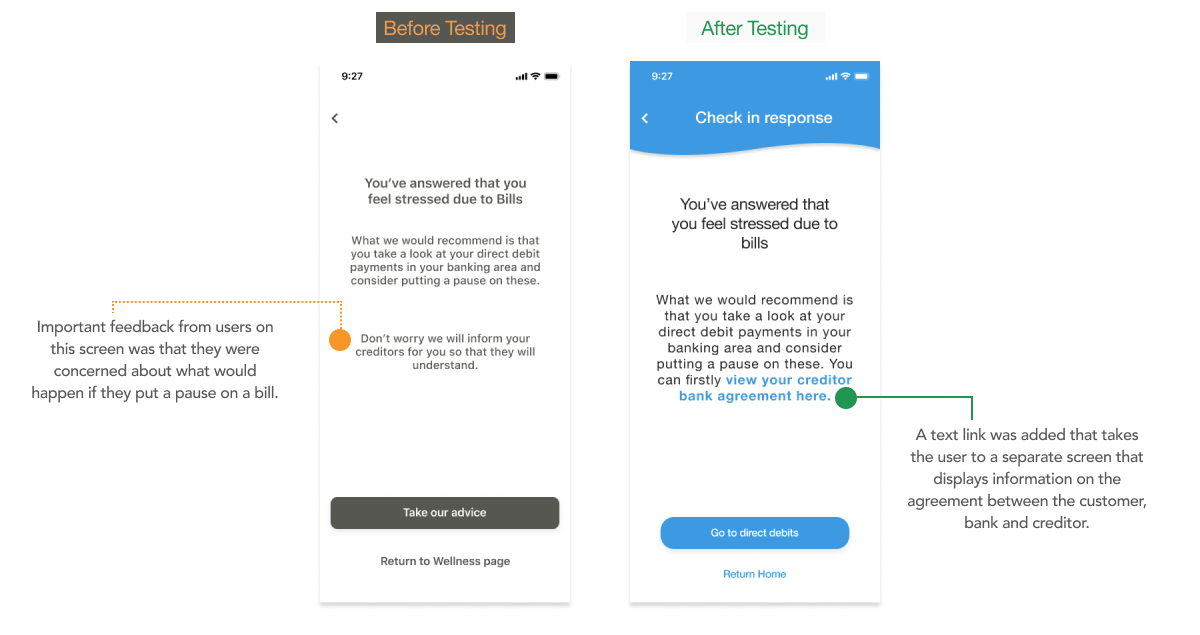 Before Testing
After Testing
9:27
You’ve answered that you
feel stressed due to Bills
What we would recommend is that
you take a look at your direct debit
payments in your banking area and
consider putting a pause on these.
Don’t worry we will inform your
creditors for you so that they will
understand.
Take our advice
Return to Wellness page
Important feedback from users on
this screen was that they were
concerned about what would
happen if they put a pause on a bill.
9:27
Check in response
You’ve answered that
you feel stressed due to
bills
What we would recommend is
that you take a look at your
direct debit payments in your
banking area and consider
putting a pause on these. You
can firstly view your creditor
bank agreement here.
Go to direct debits
Return Home
A text link was added that takes
the user to a separate screen that
displays information on the
agreement between the customer,
bank and creditor.